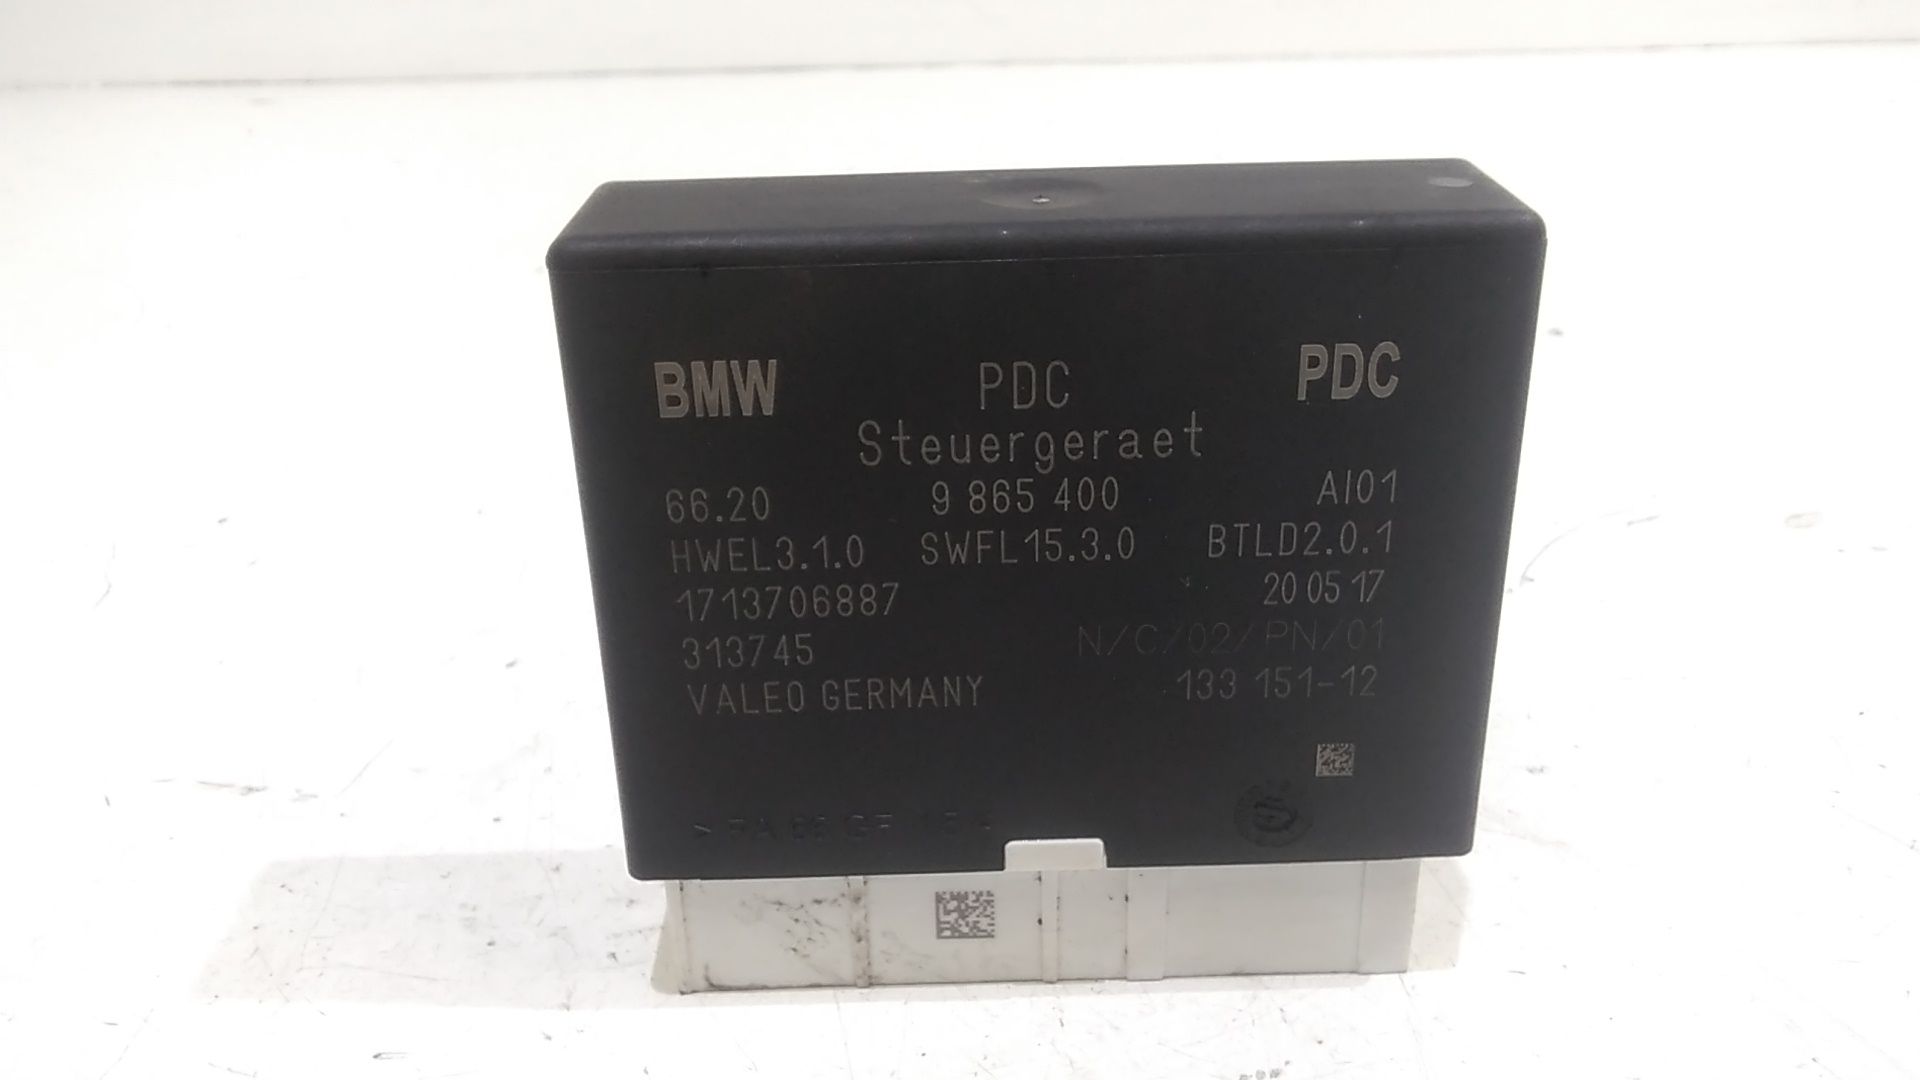 BMW PDC PDC
Steuergeraet
66.20 9 865 400 AI01
HWEL3.1.0 SWFL15.3.0 BTLD2.0.1
1713706887 20 05 17
313745 N/C/02/PN/01
VALEO GERMANY 133 151-12